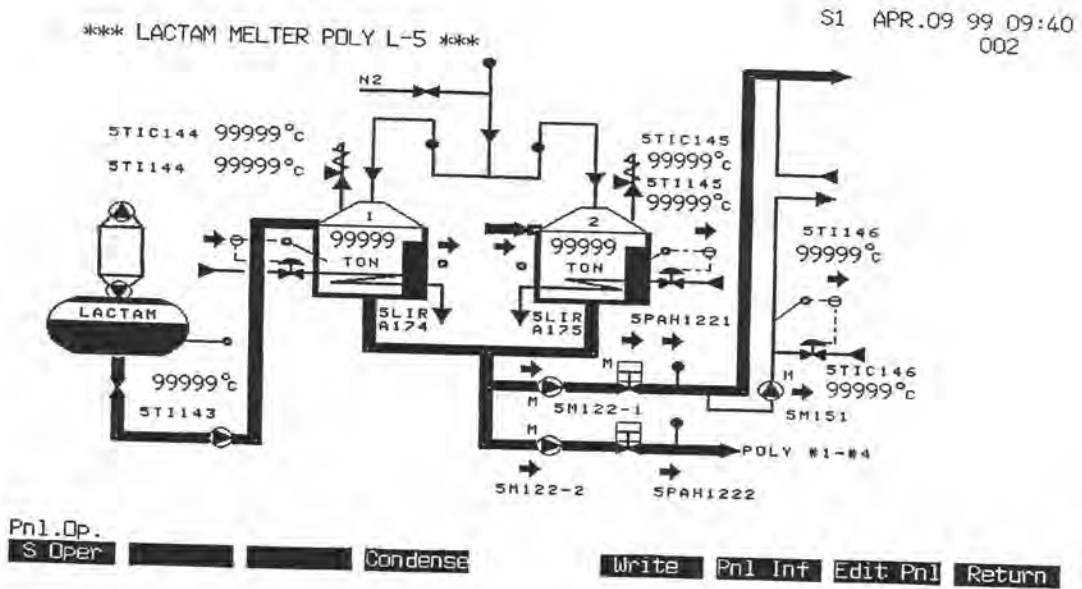 *** LACTAM MELTER POLY L-5 ***
S1 APR.09 99 09:40
002
N2
5TIC144 99999°C
5TI144 99999°C
5TIC145
99999°C
5TI145
99999°C
5TI146
99999°C
1
99999
TON
2
99999
TON
LACTAM
5LIR
A174
5LIR
A175
5PAH1221
99999°C
5TI143
M
5M122-1
M
5TIC146
99999°C
5M151
M
POLY #1-#4
5M122-2
5PAH1222
Pnl.Op.
S Oper
Condense
Write
Pnl Inf
Edit Pnl
Return